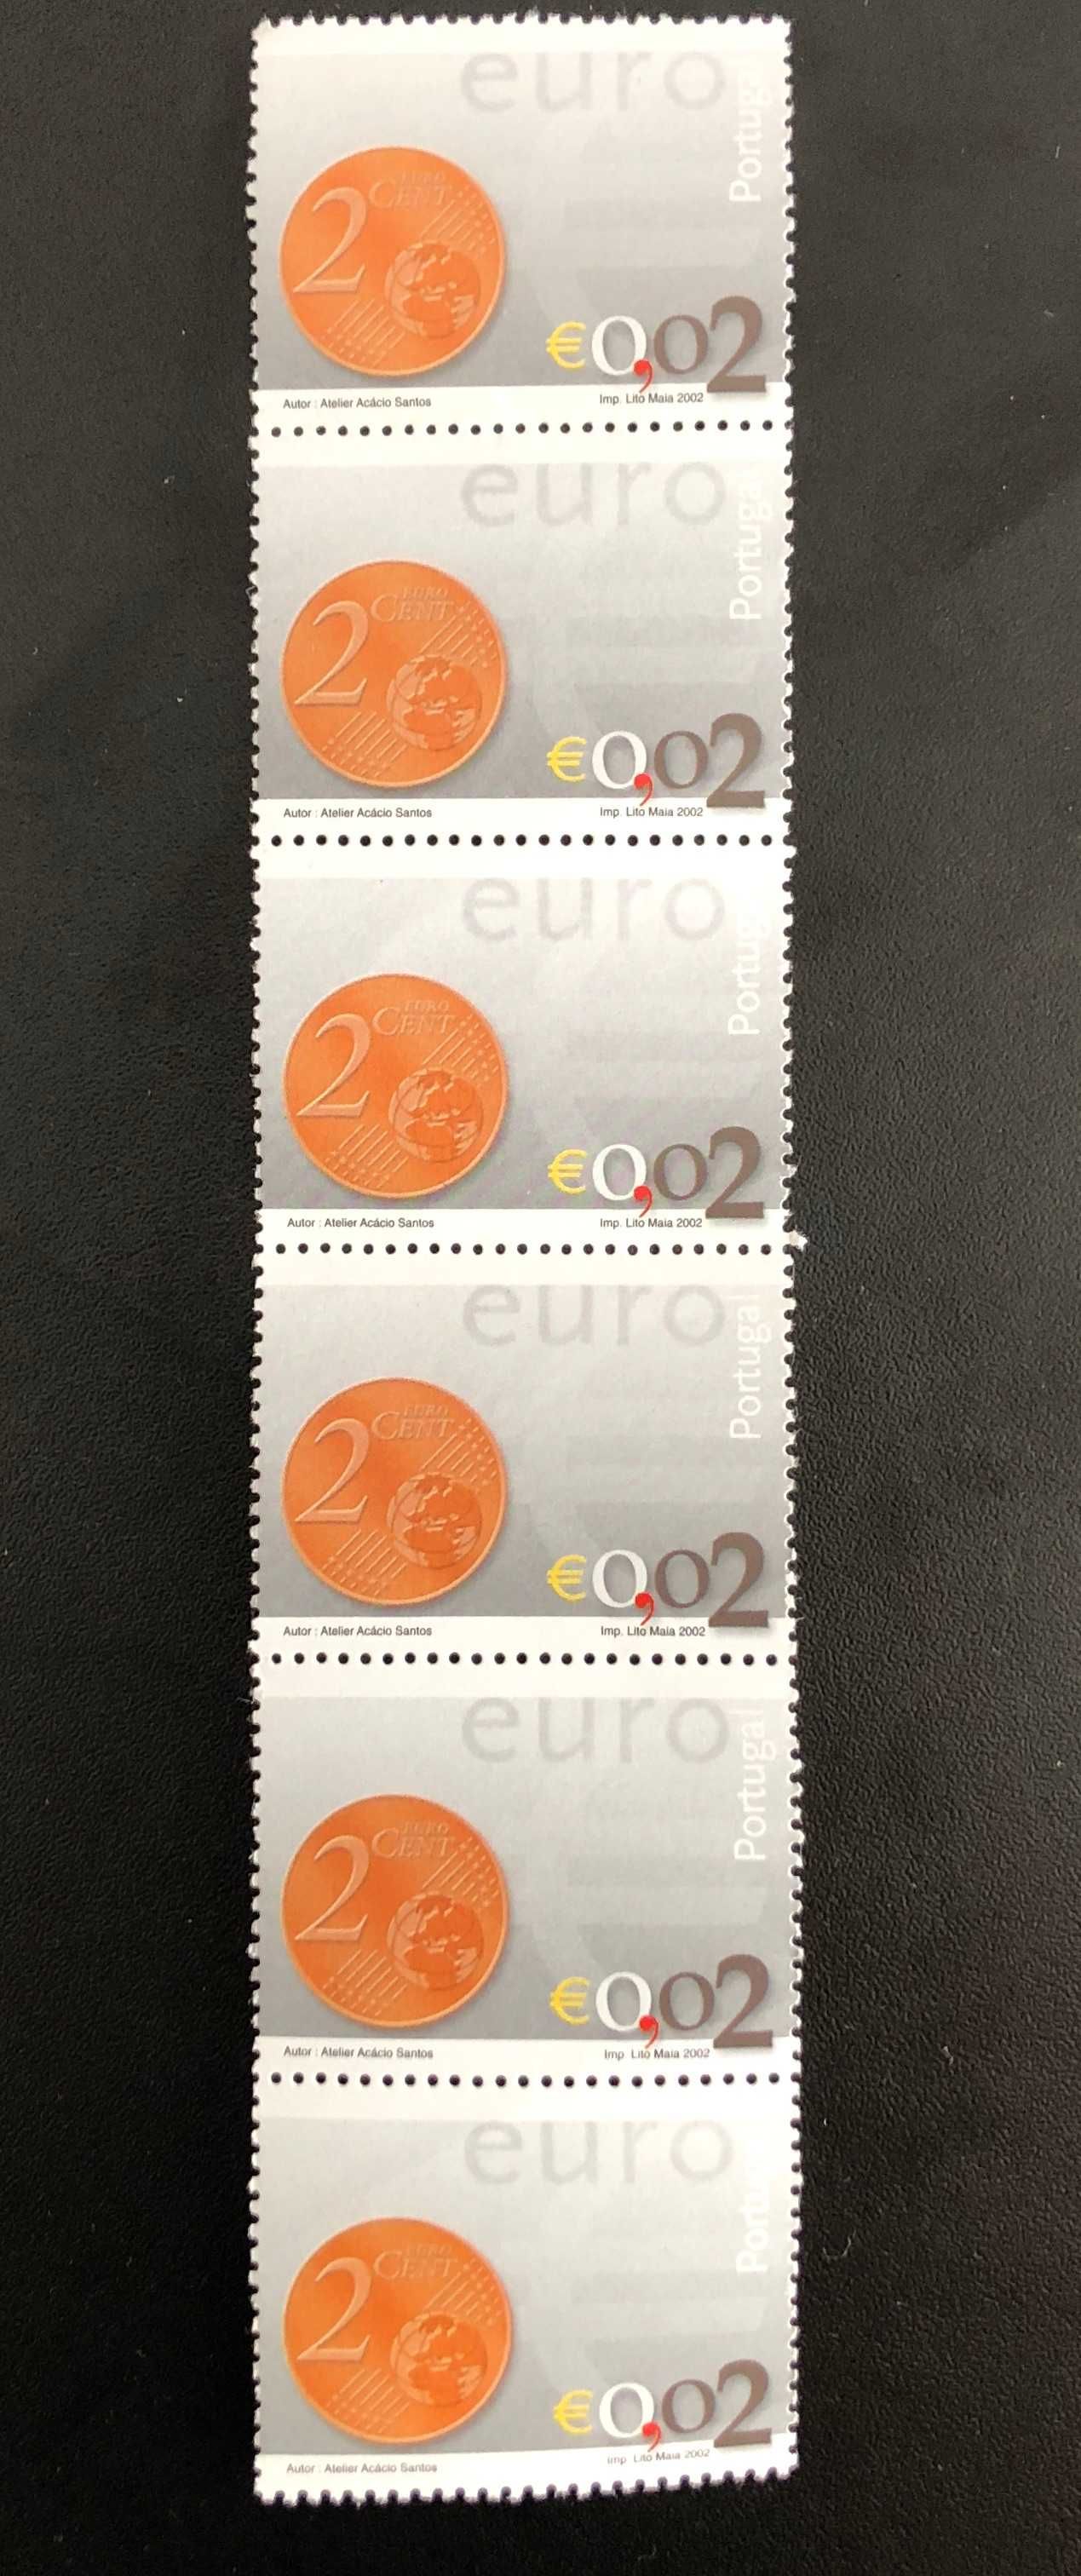 euro
Portugal
2 EURO CENT
€0,02
Autor : Atelier Acácio Santos Imp. Lito Maia 2002
euro
Portugal
2 EURO CENT
€0,02
Autor : Atelier Acácio Santos Imp. Lito Maia 2002
euro
Portugal
2 EURO CENT
€0,02
Autor : Atelier Acácio Santos Imp. Lito Maia 2002
euro
Portugal
2 EURO CENT
€0,02
Autor : Atelier Acácio Santos Imp. Lito Maia 2002
euro
Portugal
2 EURO CENT
€0,02
Autor : Atelier Acácio Santos Imp. Lito Maia 2002
euro
Portugal
2 EURO CENT
€0,02
Autor : Atelier Acácio Santos Imp. Lito Maia 2002